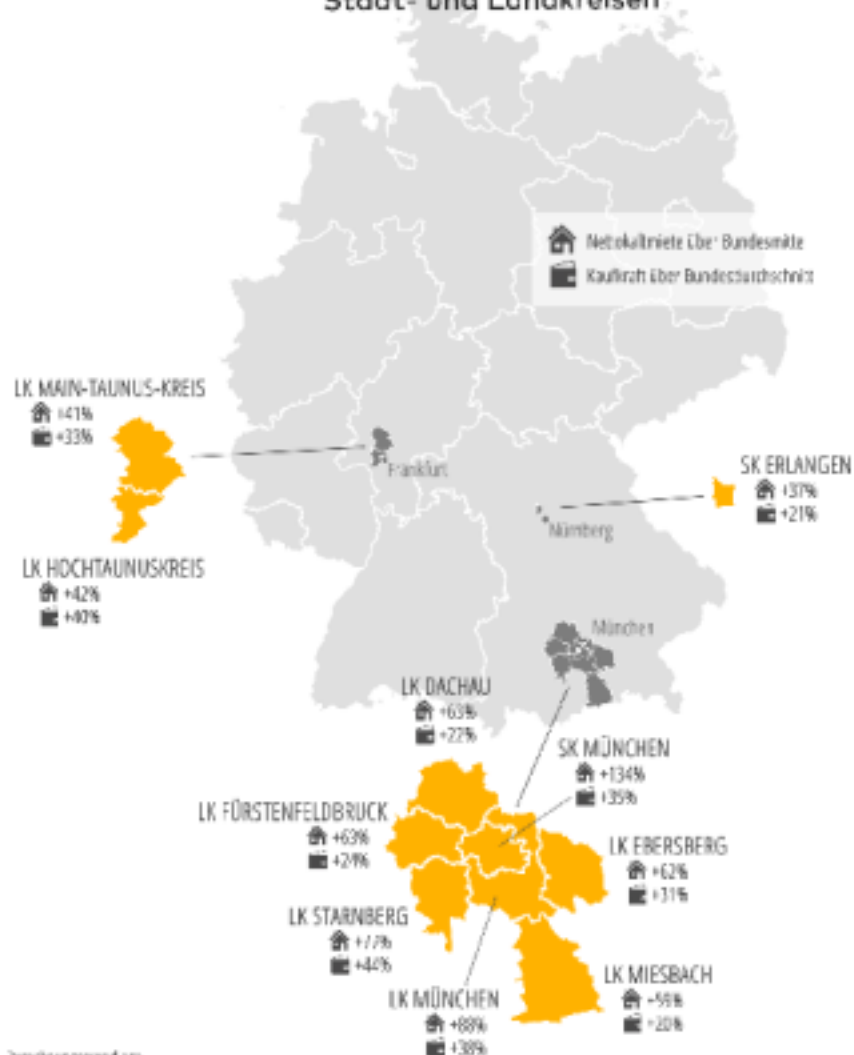 Stadt- und Landkreisen
Nettokaltmiete über Bundesmitte
Kaufkraft über Bundesdurchschnitt
LK MAIN-TAUNUS-KREIS
+41%
+33%
Frankfurt
SK ERLANGEN
+37%
+21%
Nürnberg
LK HOCHTAUNUSKREIS
+42%
+40%
München
LK DACHAU
+63%
+22%
SK MÜNCHEN
+134%
+35%
LK FÜRSTENFELDBRUCK
+63%
+24%
LK EBERSBERG
+62%
+31%
LK STARNBERG
+77%
+44%
LK MIESBACH
+59%
+20%
LK MÜNCHEN
+88%
+38%